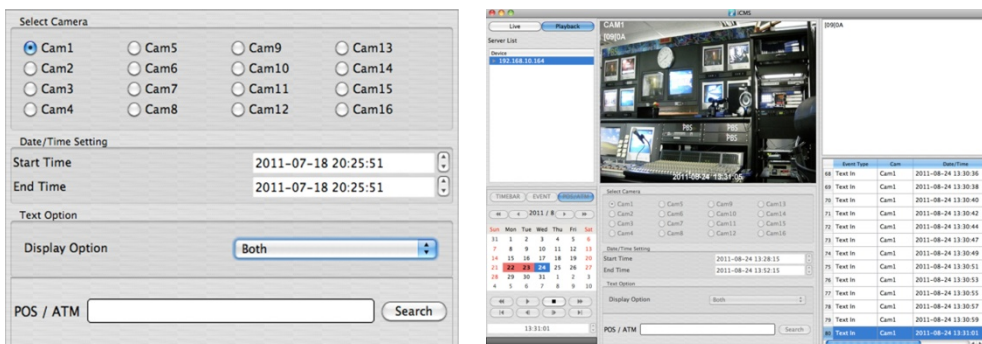 Select Camera
Cam1 Cam5 Cam9 Cam13
Cam2 Cam6 Cam10 Cam14
Cam3 Cam7 Cam11 Cam15
Cam4 Cam8 Cam12 Cam16
Date/Time Setting
Start Time 2011-07-18 20:25:51
End Time 2011-07-18 20:25:51
Text Option
Display Option Both
POS / ATM Search
iCMS
Live Playback
Server List
Device
192.168.10.164
CAM1
[09[0A
PBS PBS
PBS
2011-08-24 13:31:05
[09[0A
TIMEBAR EVENT
2011 / 8
Sun Mon Tue Wed Thu Fri Sat
31 1 2 3 4 5 6
7 8 9 10 11 12 13
14 15 16 17 18 19 20
21 22 23 24 25 26 27
28 29 30 31 1 2 3
4 5 6 7 8 9 10
13:31:01
Select Camera
Cam1 Cam5 Cam9 Cam13
Cam2 Cam6 Cam10 Cam14
Cam3 Cam7 Cam11 Cam15
Cam4 Cam8 Cam12 Cam16
Date/Time Setting
Start Time 2011-08-24 13:28:15
End Time 2011-08-24 13:52:15
Text Option
Display Option Both
POS / ATM Search
Event Type Cam Date/Time
68 Text In Cam1 2011-08-24 13:30:36
69 Text In Cam1 2011-08-24 13:30:38
70 Text In Cam1 2011-08-24 13:30:40
71 Text In Cam1 2011-08-24 13:30:42
72 Text In Cam1 2011-08-24 13:30:44
73 Text In Cam1 2011-08-24 13:30:47
74 Text In Cam1 2011-08-24 13:30:49
75 Text In Cam1 2011-08-24 13:30:51
76 Text In Cam1 2011-08-24 13:30:53
77 Text In Cam1 2011-08-24 13:30:55
78 Text In Cam1 2011-08-24 13:30:57
79 Text In Cam1 2011-08-24 13:30:59
80 Text In Cam1 2011-08-24 13:31:01